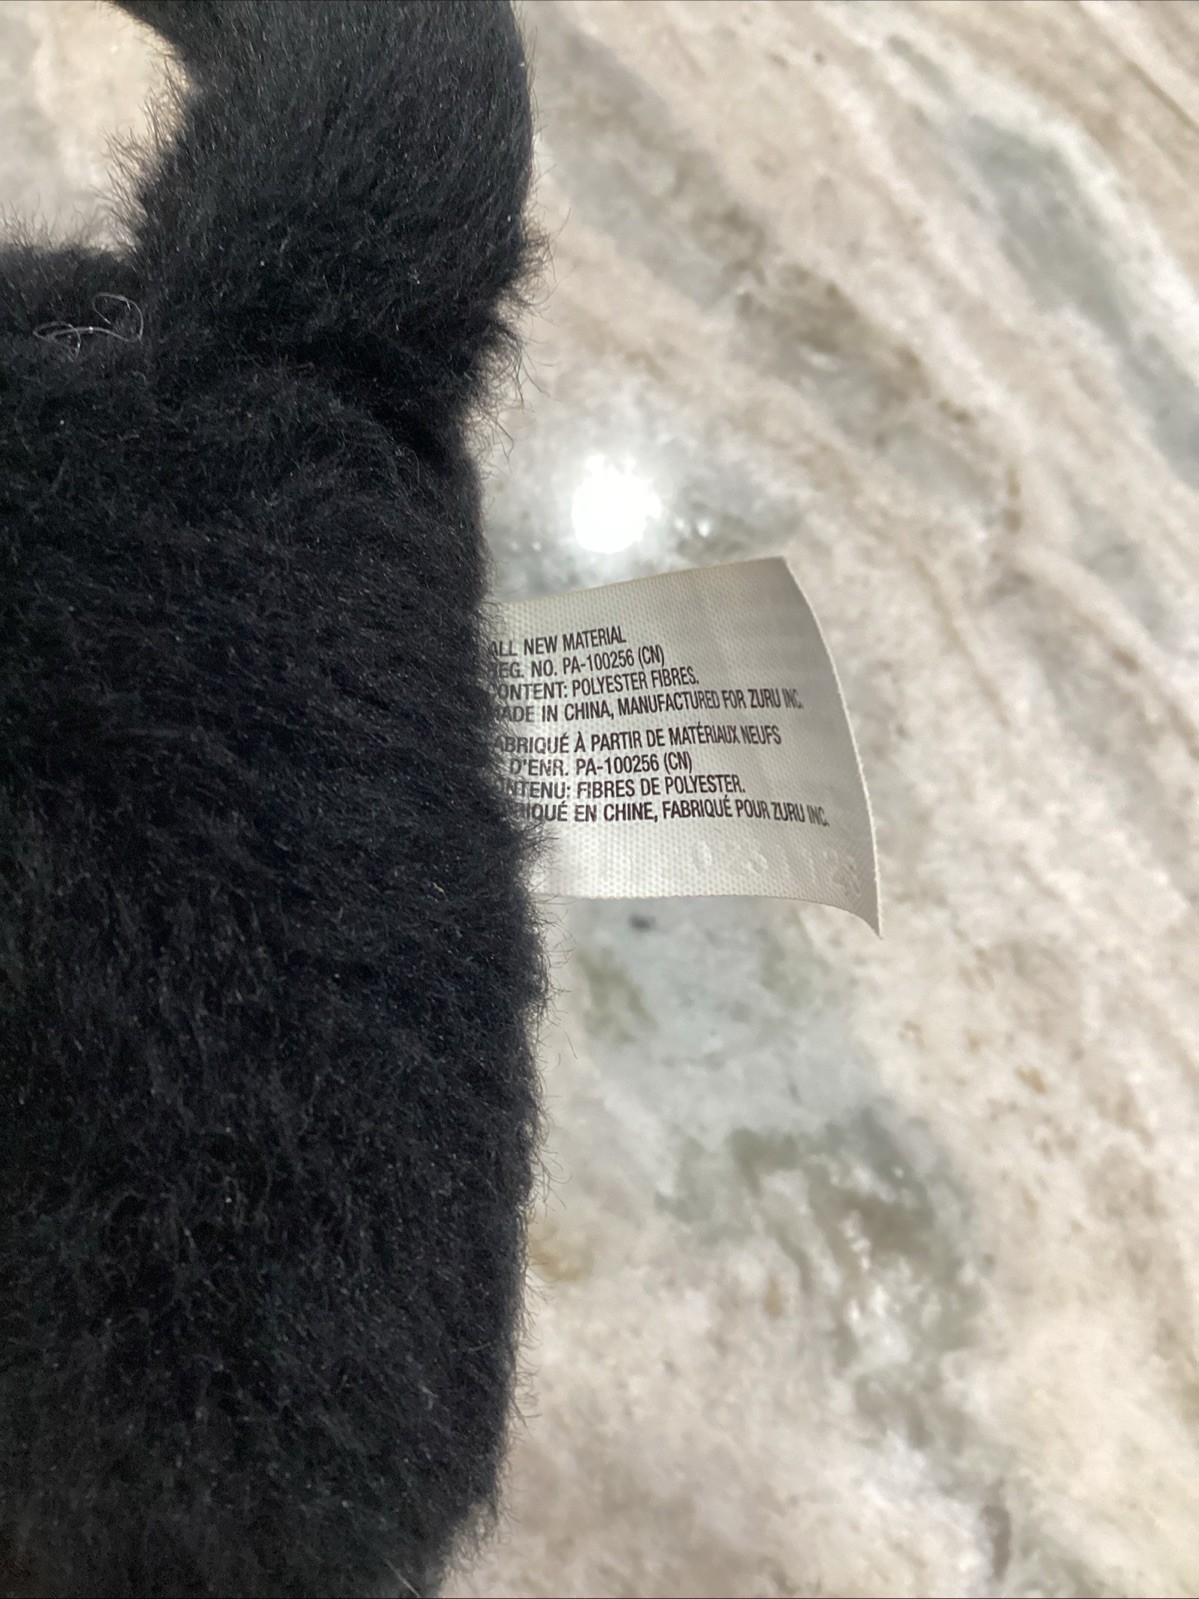 ALL NEW MATERIAL
REG. NO. PA-100256 (CN)
CONTENT: POLYESTER FIBRES.
MADE IN CHINA, MANUFACTURED FOR ZURU INC.
FABRIQUÉ À PARTIR DE MATÉRIAUX NEUFS
D'ENR. PA-100256 (CN)
CONTENU: FIBRES DE POLYESTER.
FABRIQUÉ EN CHINE, FABRIQUÉ POUR ZURU INC.